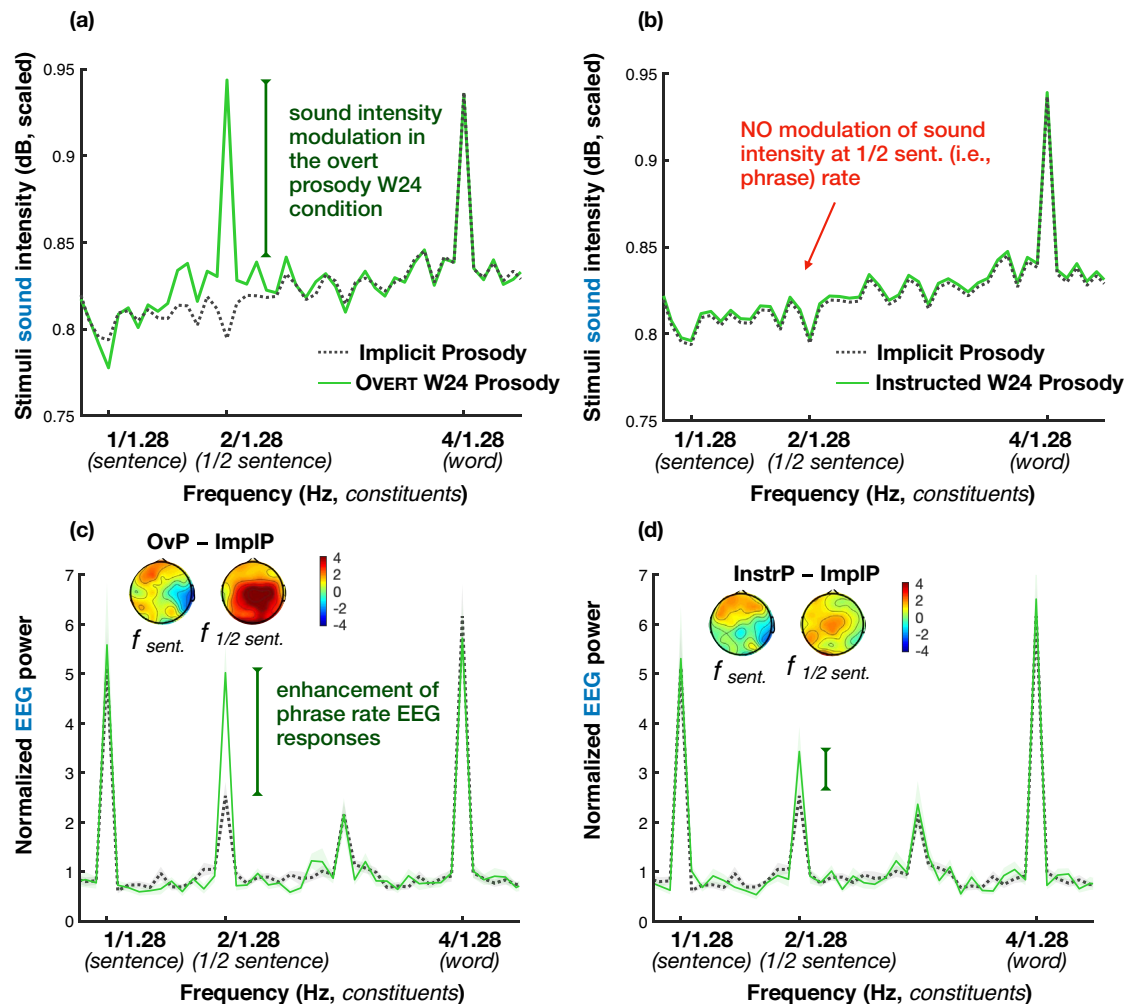 (a)
Stimuli sound intensity (dB, scaled)
0.95
0.9
0.85
0.8
0.75
sound intensity
modulation in
the overt
prosody W24
condition
Implicit Prosody
OVERT W24 Prosody
1/1.28
(sentence)
2/1.28
(1/2 sentence)
4/1.28
(word)
Frequency (Hz, constituents)
(b)
Stimuli sound intensity (dB, scaled)
0.95
0.9
0.85
0.8
0.75
NO modulation of sound
intensity at 1/2 sent. (i.e.,
phrase) rate
Implicit Prosody
Instructed W24 Prosody
1/1.28
(sentence)
2/1.28
(1/2 sentence)
4/1.28
(word)
Frequency (Hz, constituents)
(c)
OvP – ImplP
4
2
0
-2
-4
f sent.
f 1/2 sent.
Normalized EEG power
7
6
5
4
3
2
1
0
enhancement of
phrase rate EEG
responses
1/1.28
(sentence)
2/1.28
(1/2 sentence)
4/1.28
(word)
Frequency (Hz, constituents)
(d)
InstrP – ImplP
4
2
0
-2
-4
f sent.
f 1/2 sent.
Normalized EEG power
7
6
5
4
3
2
1
0
1/1.28
(sentence)
2/1.28
(1/2 sentence)
4/1.28
(word)
Frequency (Hz, constituents)